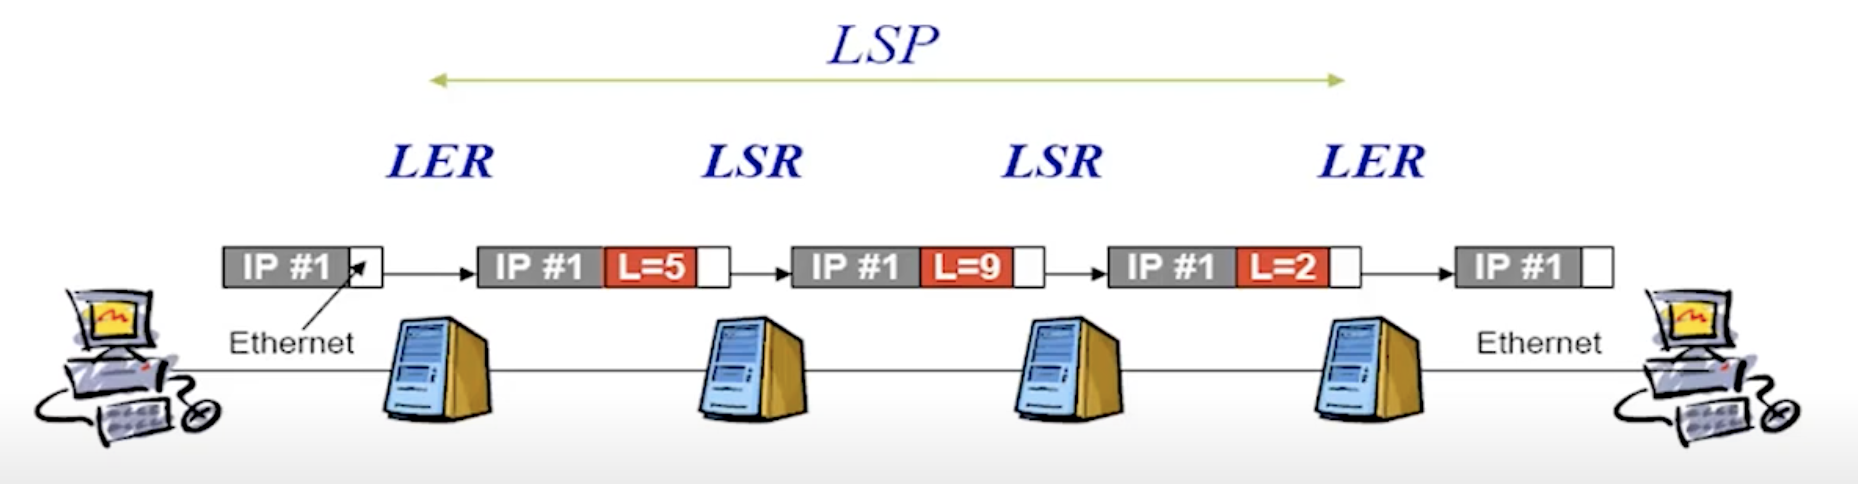 LSP
LER LSR LSR LER
IP #1 IP #1 L=5 IP #1 L=9 IP #1 L=2 IP #1
Ethernet Ethernet